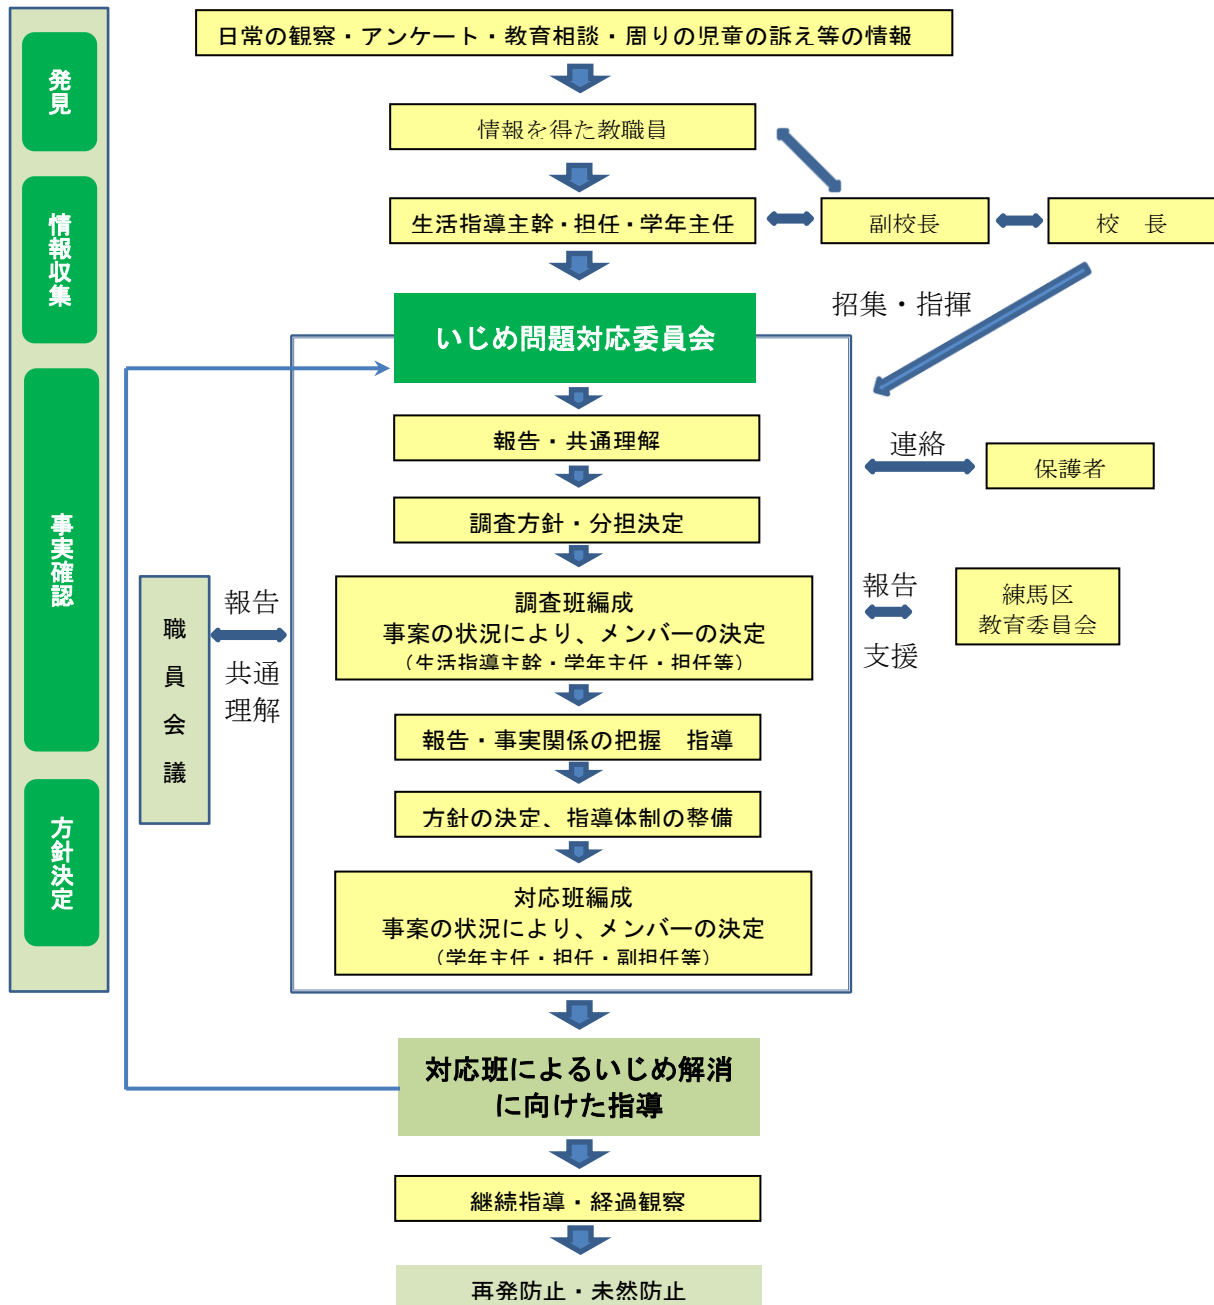 発見
情報収集
事実確認
方針決定
日常の観察・アンケート・教育相談・周りの児童の訴え等の情報
情報を得た教職員
生活指導主幹・担任・学年主任
副校長
校　長
招集・指揮
いじめ問題対応委員会
報告・共通理解
連絡
保護者
調査方針・分担決定
調査班編成
事案の状況により、メンバーの決定
（生活指導主幹・学年主任・担任等）
報告
支援
練馬区
教育委員会
職員会議
報告
共通
理解
報告・事実関係の把握　指導
方針の決定、指導体制の整備
対応班編成
事案の状況により、メンバーの決定
（学年主任・担任・副担任等）
対応班によるいじめ解消
に向けた指導
継続指導・経過観察
再発防止・未然防止